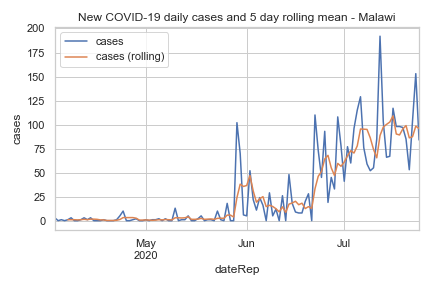 New COVID-19 daily cases and 5 day rolling mean - Malawi
cases
cases (rolling)
200
175
150
125
100
75
50
25
0
cases
May
2020
Jun
Jul
dateRep